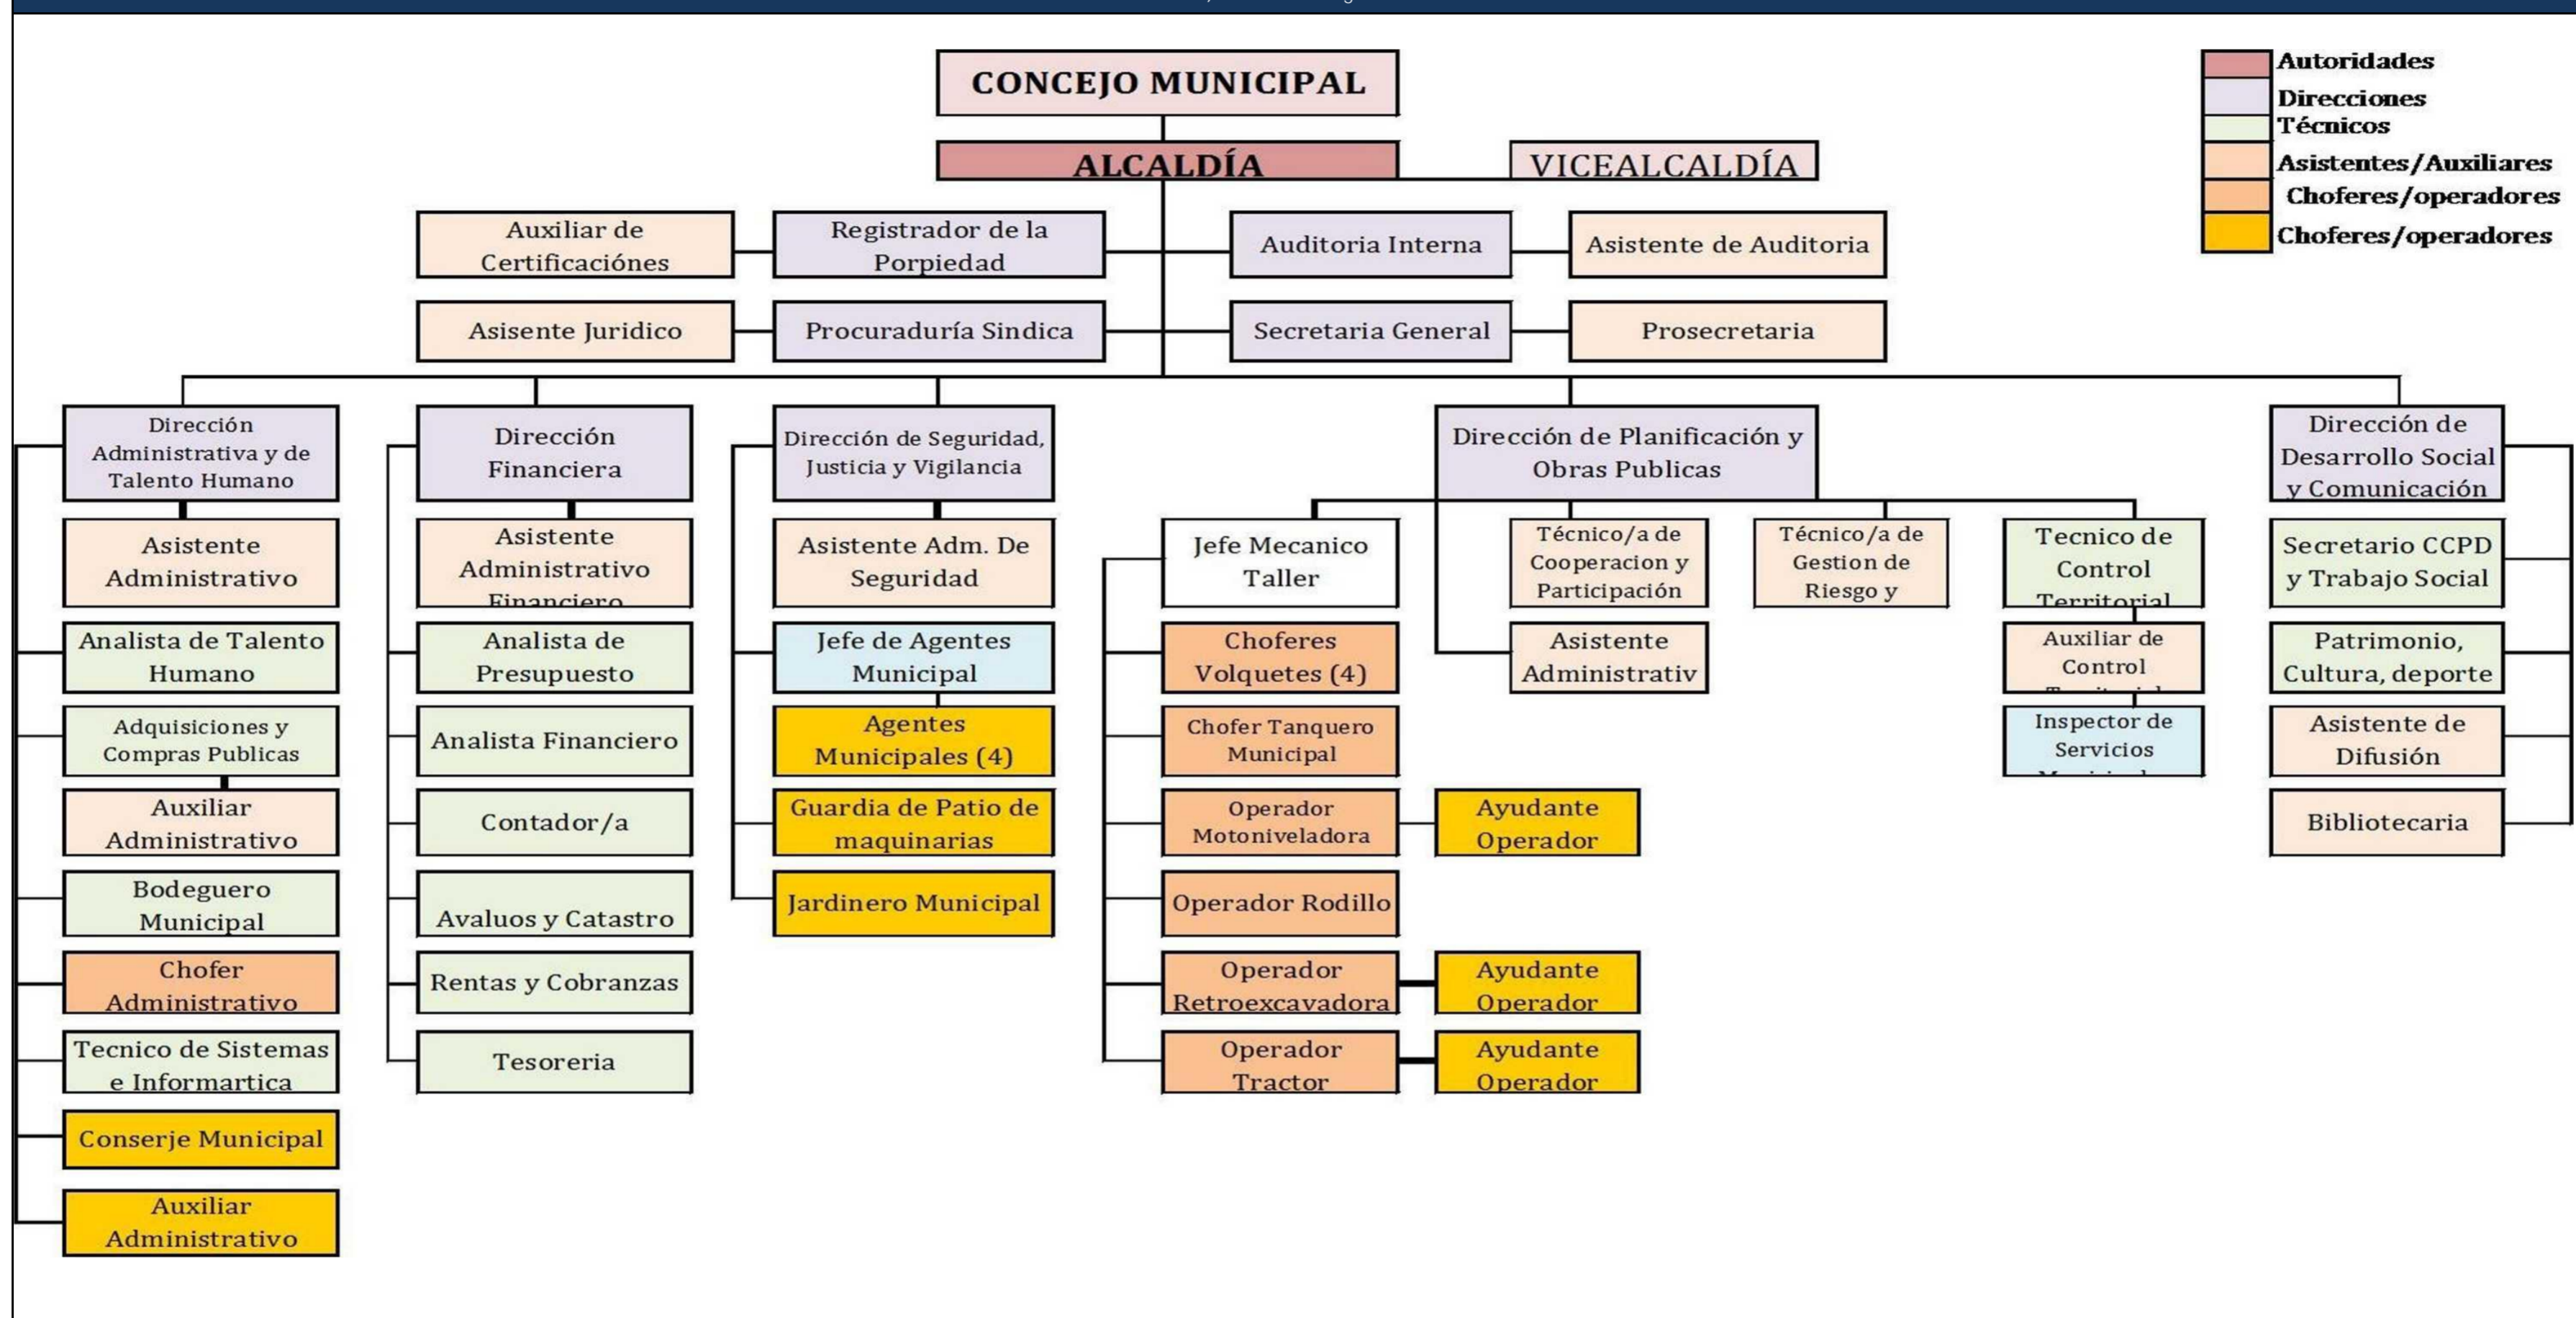 CONCEJO MUNICIPAL
ALCALDÍA
VICEALCALDÍA
Autoridades
Direcciones
Técnicos
Asistentes/Auxiliares
Choferes/operadores
Choferes/operadores
Auxiliar de
Certificaciónes
Registrador de la
Porpiedad
Auditoria Interna
Asistente de Auditoria
Asisente Juridico
Procuraduría Sindica
Secretaria General
Prosecretaria
Dirección
Administrativa y de
Talento Humano
Asistente
Administrativo
Analista de Talento
Humano
Adquisiciones y
Compras Publicas
Auxiliar
Administrativo
Bodeguero
Municipal
Chofer
Administrativo
Tecnico de Sistemas
e Informartica
Conserje Municipal
Auxiliar
Administrativo
Dirección
Financiera
Asistente
Administrativo
Financiero
Analista de
Presupuesto
Analista Financiero
Contador/a
Avaluos y Catastro
Rentas y Cobranzas
Tesoreria
Dirección de Seguridad,
Justicia y Vigilancia
Asistente Adm. De
Seguridad
Jefe de Agentes
Municipal
Agentes
Municipales (4)
Guardia de Patio de
maquinarias
Jardinero Municipal
Dirección de Planificación y
Obras Publicas
Jefe Mecanico
Taller
Choferes
Volquetes (4)
Chofer Tanquero
Municipal
Operador
Motoniveladora
Ayudante
Operador
Operador Rodillo
Operador
Retroexcavadora
Ayudante
Operador
Operador
Tractor
Ayudante
Operador
Técnico/a de
Cooperacion y
Participación
Asistente
Administrativ
Técnico/a de
Gestion de
Riesgo y
Tecnico de
Control
Territorial
Auxiliar de
Control
Inspector de
Servicios
Dirección de
Desarrollo Social
y Comunicación
Secretario CCPD
y Trabajo Social
Patrimonio,
Cultura, deporte
Asistente de
Difusión
Bibliotecaria